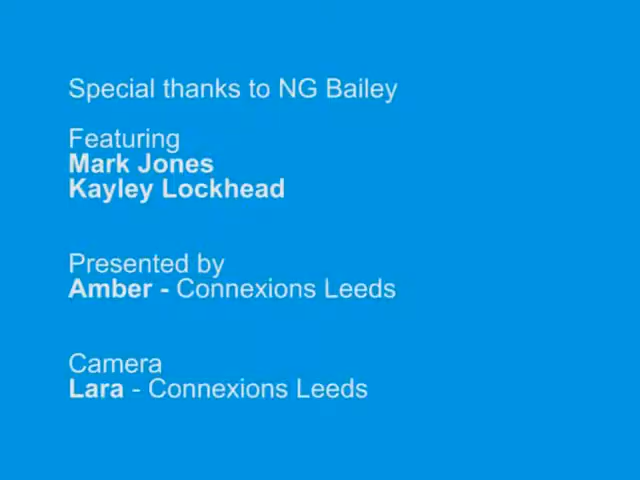 Special thanks to NG Bailey
Featuring
Mark Jones
Kayley Lockhead
Presented by
Amber - Connexions Leeds
Camera
Lara - Connexions Leeds